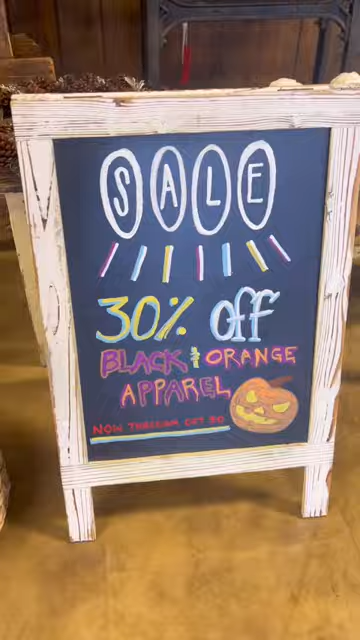 SALE
30% off
BLACK & ORANGE
APPAREL
NOW THROUGH OCT 30